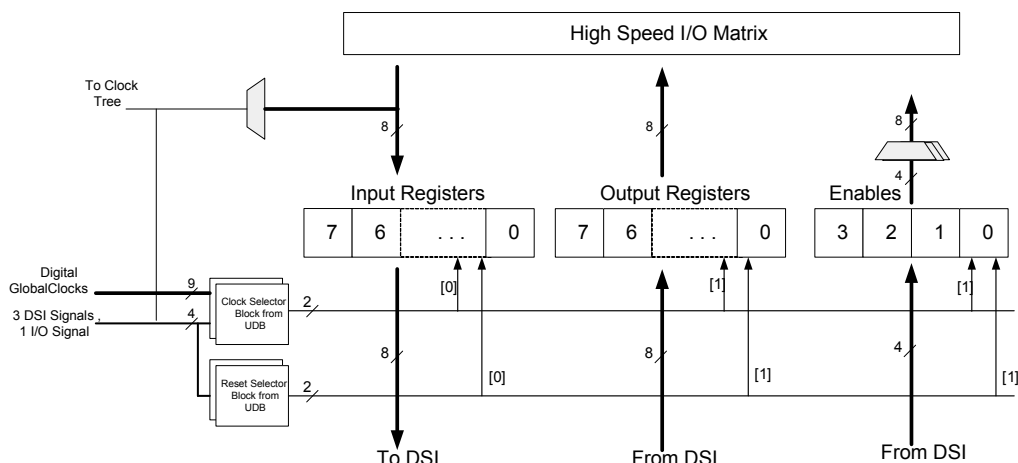 High Speed I/O Matrix
To Clock
Tree
8
8
8
4
Input Registers
Output Registers
Enables
7 6 . . . 0
7 6 . . . 0
3 2 1 0
Digital
GlobalClocks
9
3 DSI Signals ,
1 I/O Signal
4
Clock Selector
Block from
UDB
2
[0]
[1]
[1]
8
8
4
Reset Selector
Block from
UDB
2
[0]
[1]
[1]
To DSI
From DSI
From DSI